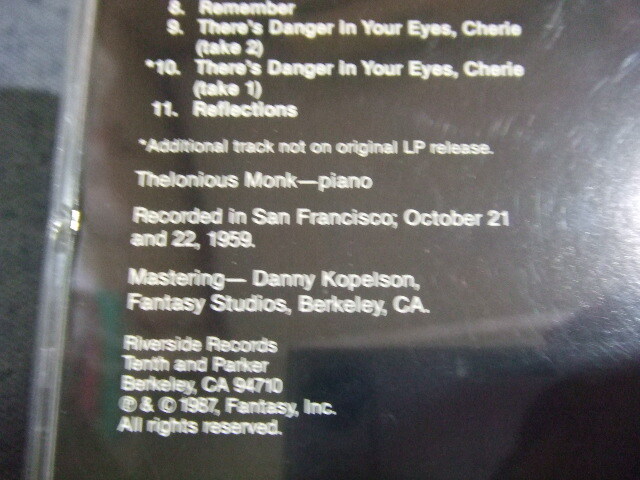 8. Remember
9. There's Danger In Your Eyes, Cherie
(take 2)
*10. There's Danger In Your Eyes, Cherie
(take 1)
11. Reflections
*Additional track not on original LP release.
Thelonious Monk—piano
Recorded in San Francisco; October 21
and 22, 1959.
Mastering— Danny Kopelson,
Fantasy Studios, Berkeley, CA.
Riverside Records
Tenth and Parker
Berkeley, CA 94710
℗ & © 1987, Fantasy, Inc.
All rights reserved.